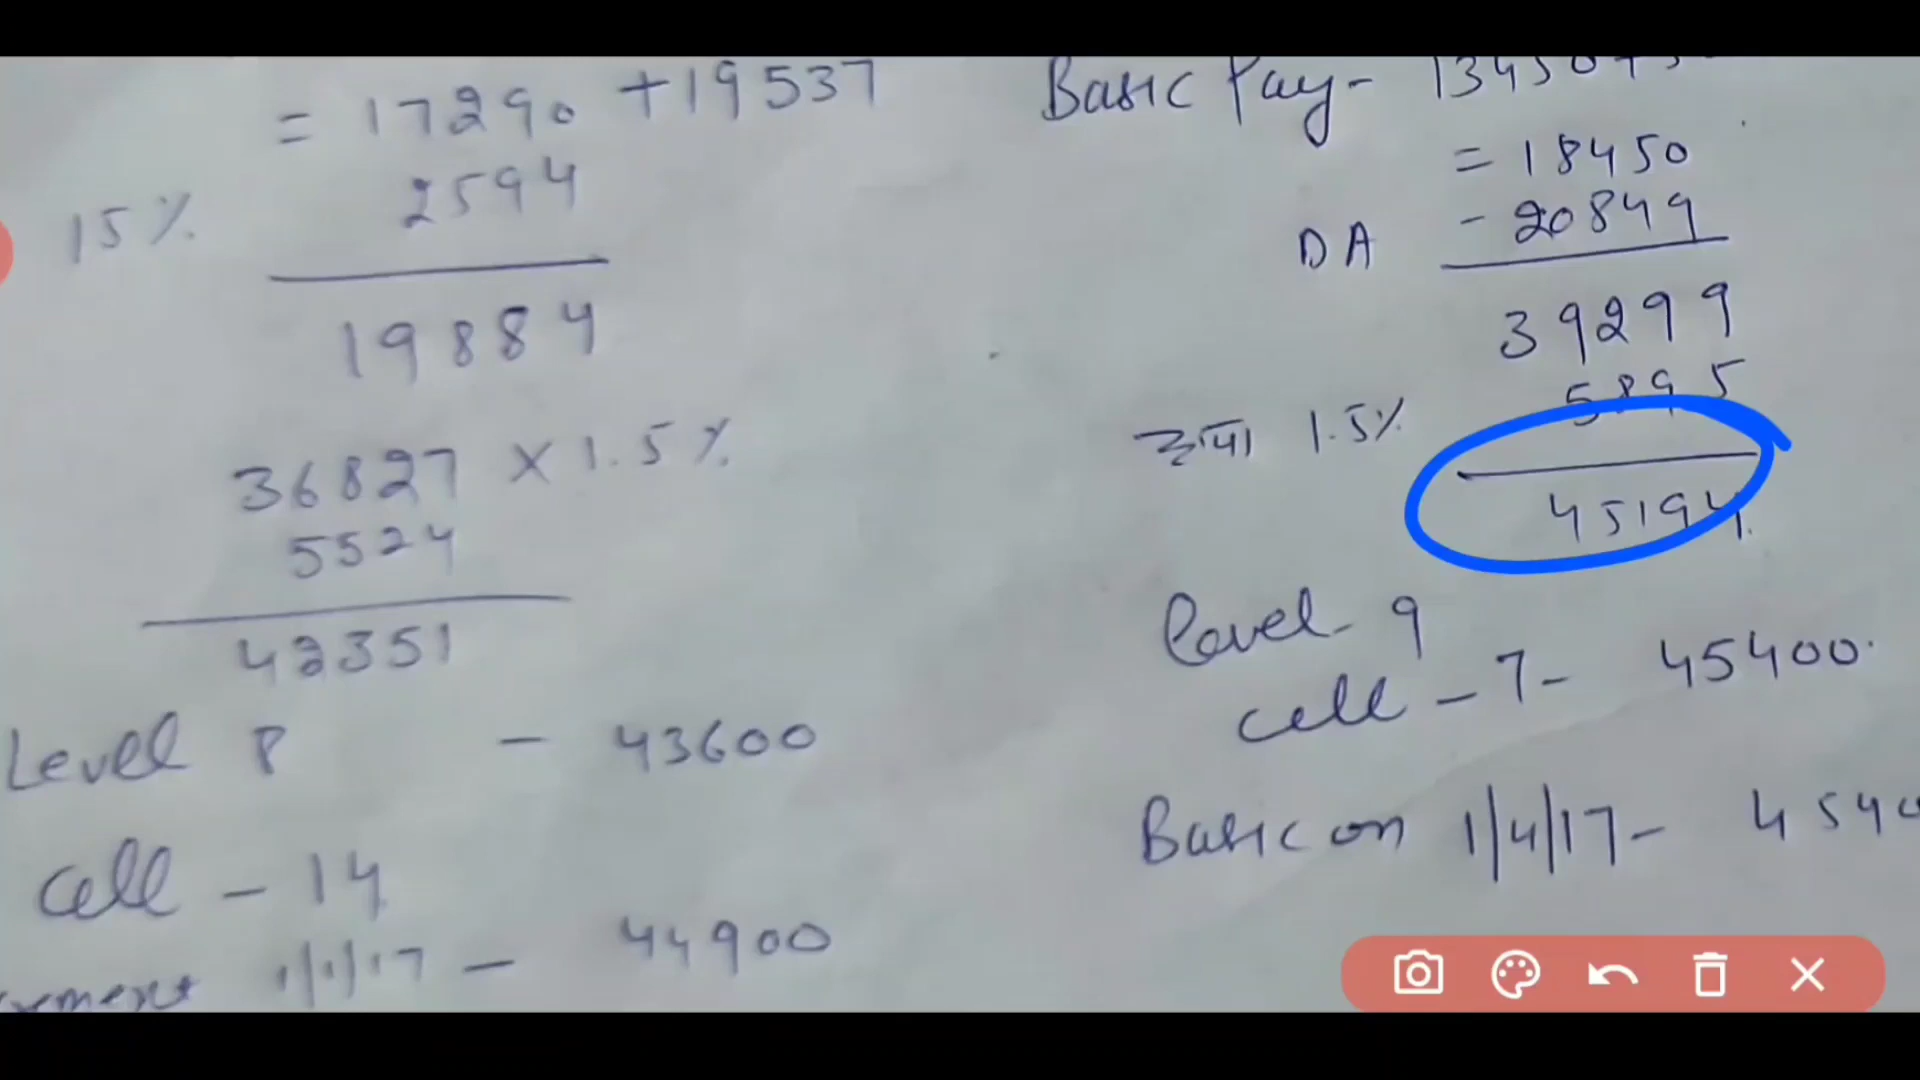 = 17290 + 19537
2594
15%
19884
36827 × 1.5%
5524
42351
Level 8 - 43600
cell - 14
1/1/17 - 44900
Basic Pay-
= 18450
DA - 20849
39299
5895
1.5%
45194
level - 9
cell - 7 - 45400
Basic on 1/4/17 -